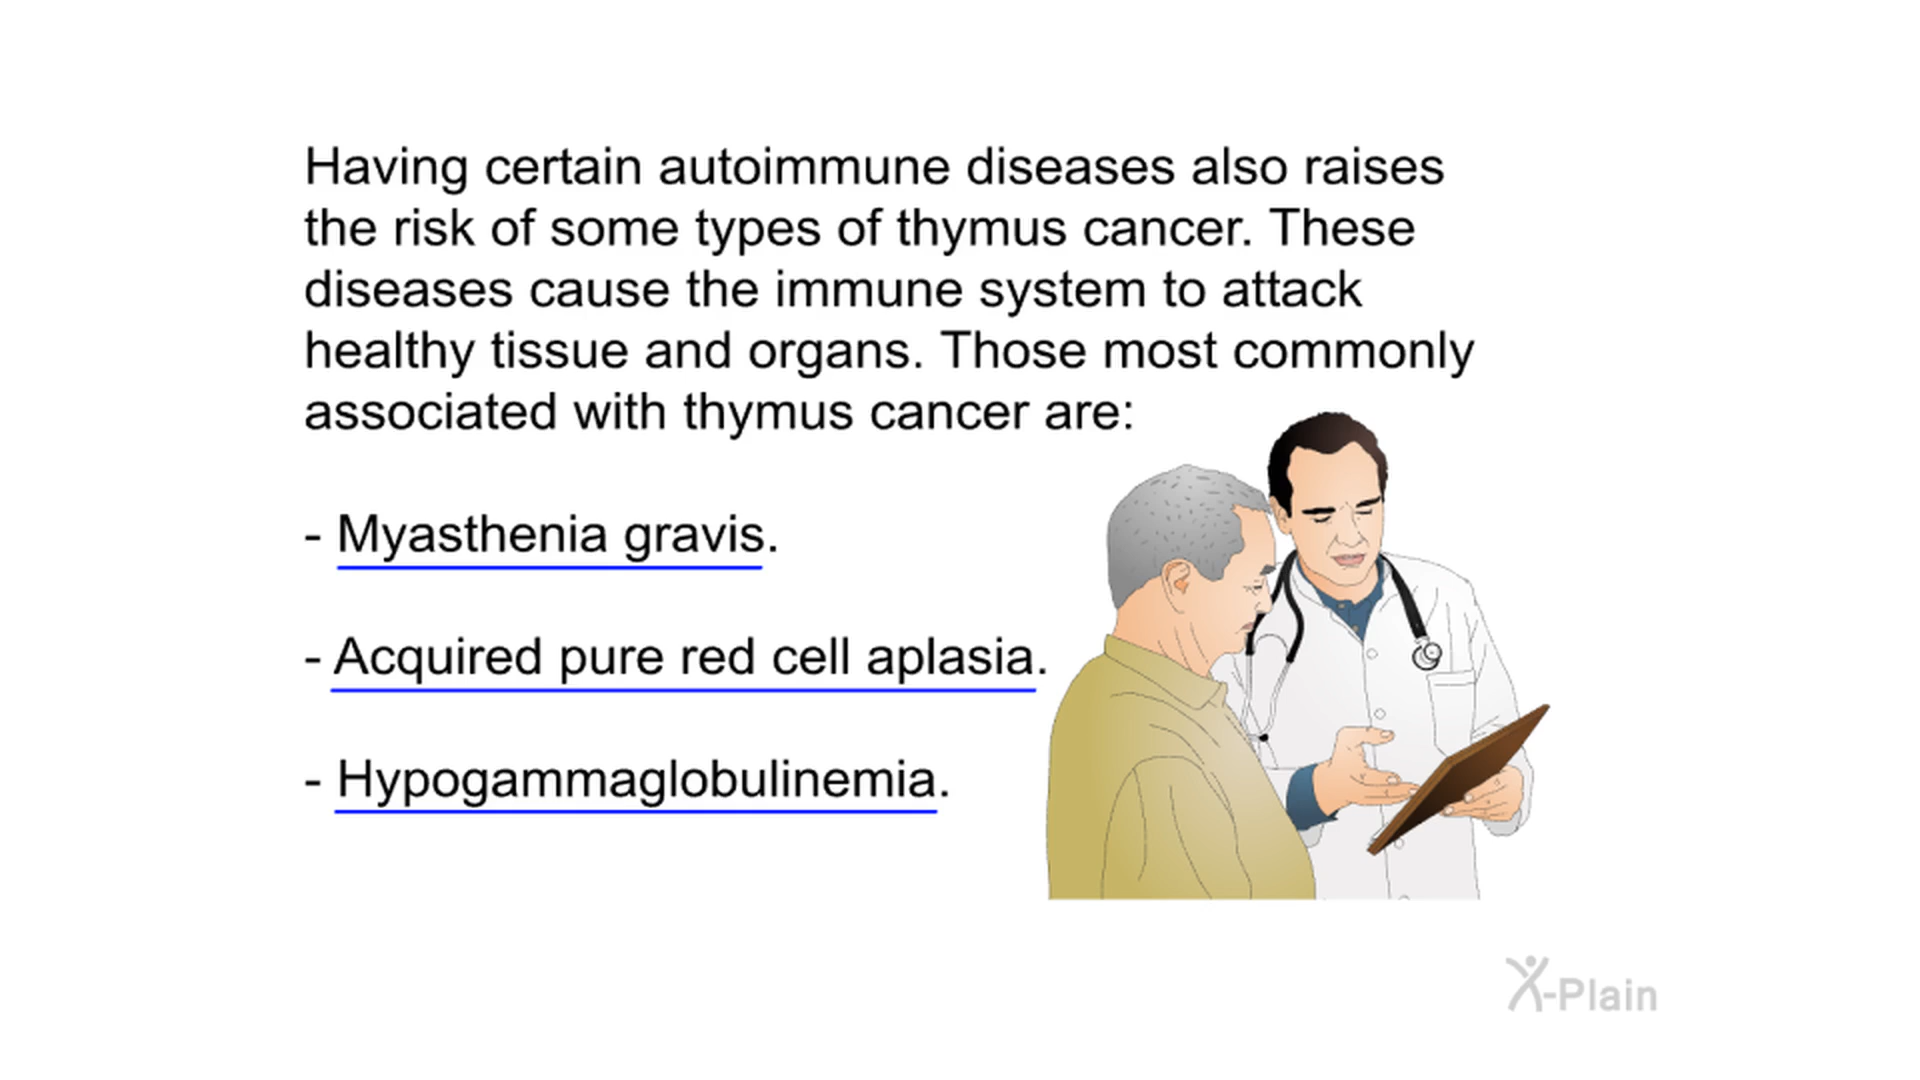 Having certain autoimmune diseases also raises
the risk of some types of thymus cancer. These
diseases cause the immune system to attack
healthy tissue and organs. Those most commonly
associated with thymus cancer are:
- Myasthenia gravis.
- Acquired pure red cell aplasia.
- Hypogammaglobulinemia.
X-Plain